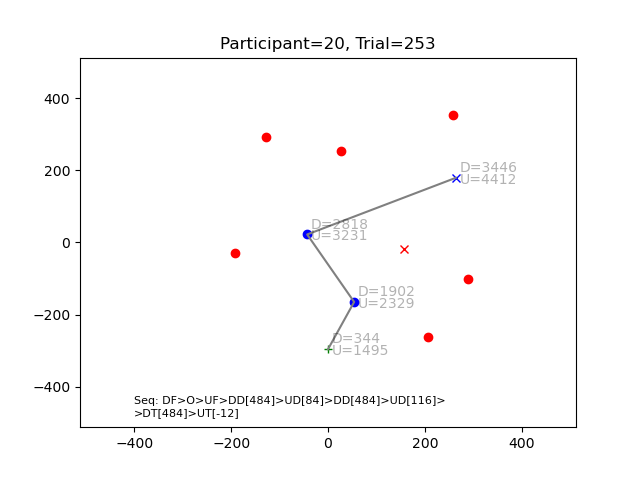 Participant=20, Trial=253
400
200
0
−200
−400
D=3446
U=4412
D=2818
U=3231
D=1902
U=2329
D=344
U=1495
Seq: DF>O>UF>DD[484]>UD[84]>DD[484]>UD[116]>
>DT[484]>UT[-12]
−400 −200 0 200 400